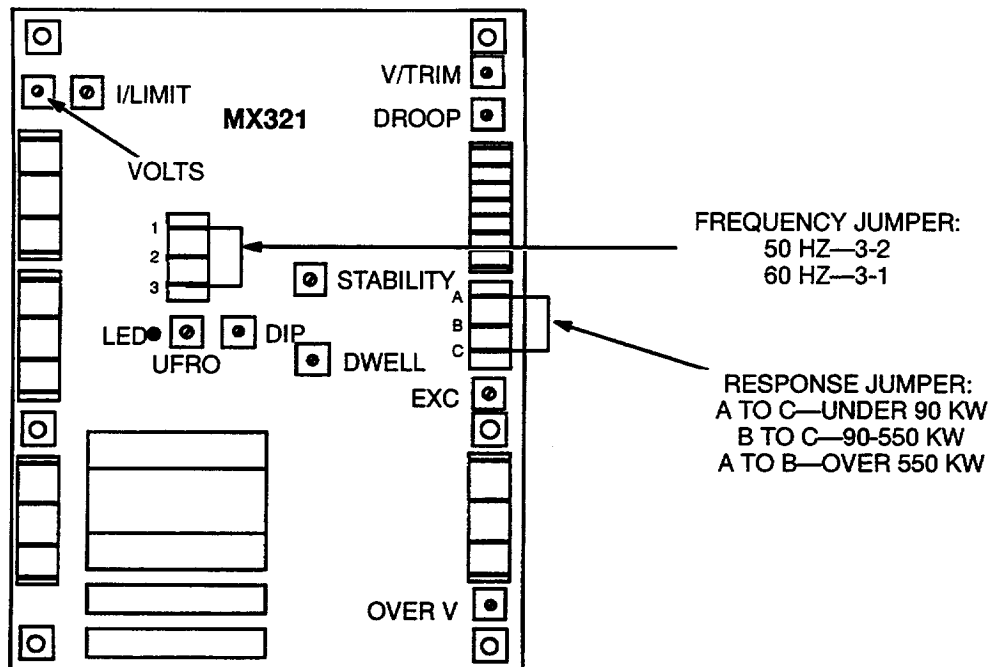 V/TRIM
I/LIMIT
MX321
DROOP
VOLTS
1
2
3
FREQUENCY JUMPER:
50 HZ—3-2
60 HZ—3-1
STABILITY
A
B
C
LED
UFRO
DIP
DWELL
EXC
RESPONSE JUMPER:
A TO C—UNDER 90 KW
B TO C—90-550 KW
A TO B—OVER 550 KW
OVER V